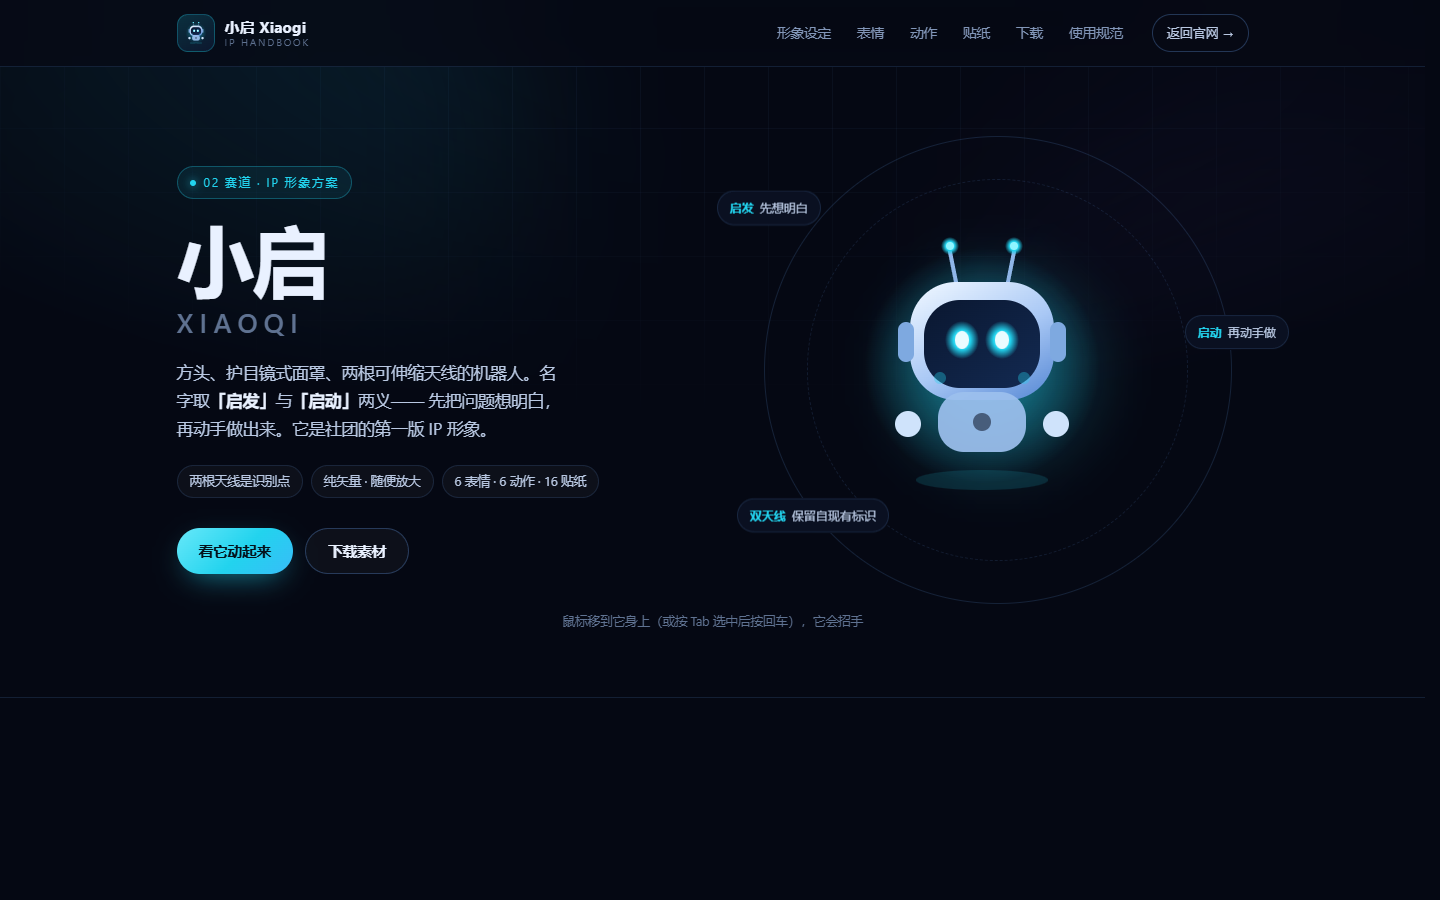 小启 Xiaoqi
IP HANDBOOK
形象设定 表情 动作 贴纸 下载 使用规范 返回官网 →
02 赛道 · IP 形象方案
小启
XIAOQI
方头、护目镜式面罩、两根可伸缩天线的机器人。名
字取「启发」与「启动」两义—— 先把问题想明白，
再动手做出来。它是社团的第一版 IP 形象。
两根天线是识别点 纯矢量 · 随便放大 6 表情 · 6 动作 · 16 贴纸
看它动起来 下载素材
启发 先想明白
启动 再动手做
双天线 保留自现有标识
鼠标移到它身上（或按 Tab 选中后按回车），它会招手